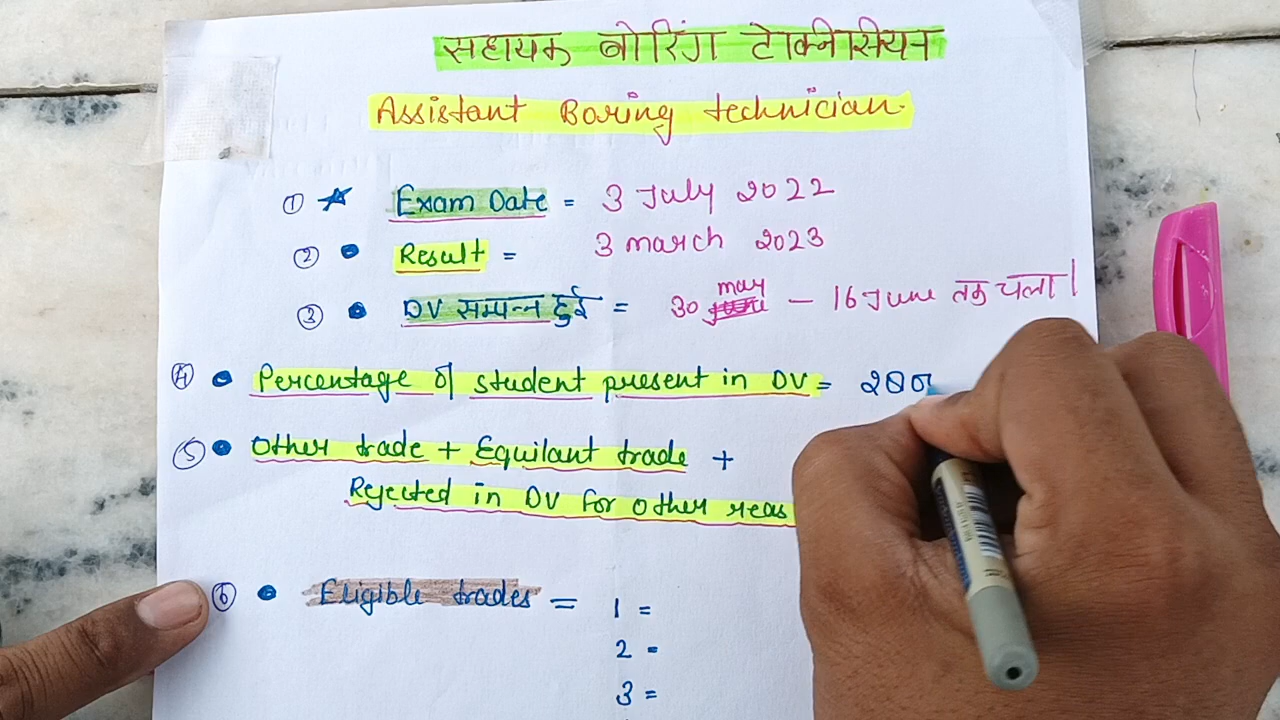 सहायक बोरिंग टेक्नीशियन
Assistant Boring technician.
① Exam Date = 3 July 2022
② Result = 3 march 2023
③ DV सम्पन्न हुई = 30 may - 16 June तक चला।
④ Percentage of student present in DV =
⑤ Other trade + Equilant trade +
Rejected in DV For other reas
⑥ Eligible trades = 1 =
2 =
3 =